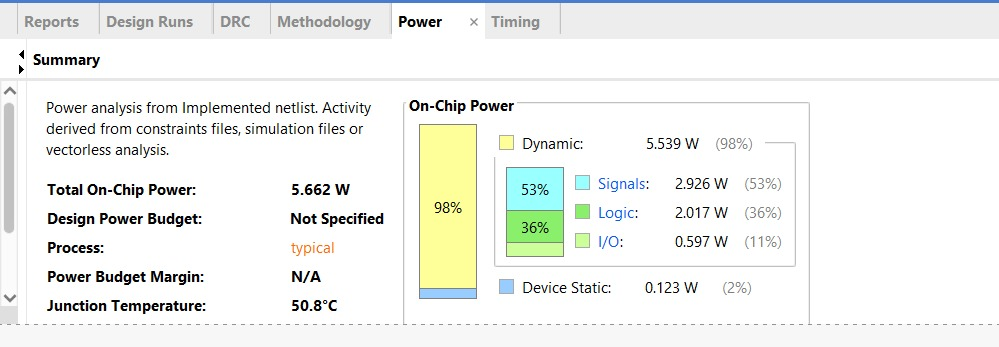 Reports Design Runs DRC Methodology Power × Timing
Summary
Power analysis from Implemented netlist. Activity
derived from constraints files, simulation files or
vectorless analysis.
Total On-Chip Power: 5.662 W
Design Power Budget: Not Specified
Process: typical
Power Budget Margin: N/A
Junction Temperature: 50.8°C
On-Chip Power
98%
Dynamic: 5.539 W (98%)
53%
36%
Signals: 2.926 W (53%)
Logic: 2.017 W (36%)
I/O: 0.597 W (11%)
Device Static: 0.123 W (2%)